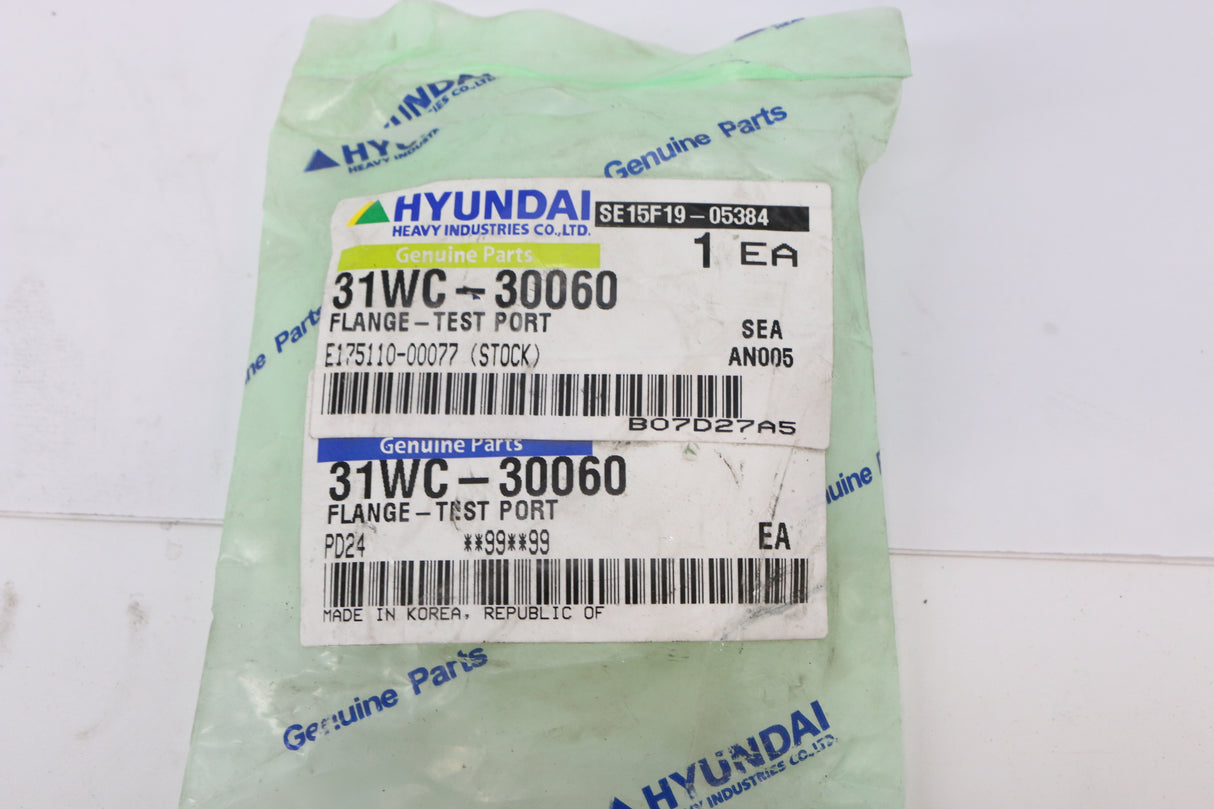 HYUNDAI
HEAVY INDUSTRIES CO.,LTD.
Genuine Parts
HYUNDAI
HEAVY INDUSTRIES CO.,LTD.
SE15F19-05384
Genuine Parts
1 EA
31WC-30060
FLANGE-TEST PORT
SEA
E175110-00077 (STOCK)
AN005
B07D27A5
Genuine Parts
31WC-30060
FLANGE-TEST PORT
PD24 **99**99 EA
MADE IN KOREA, REPUBLIC OF
Genuine Parts
HYUNDAI
HEAVY INDUSTRIES CO.,LTD.